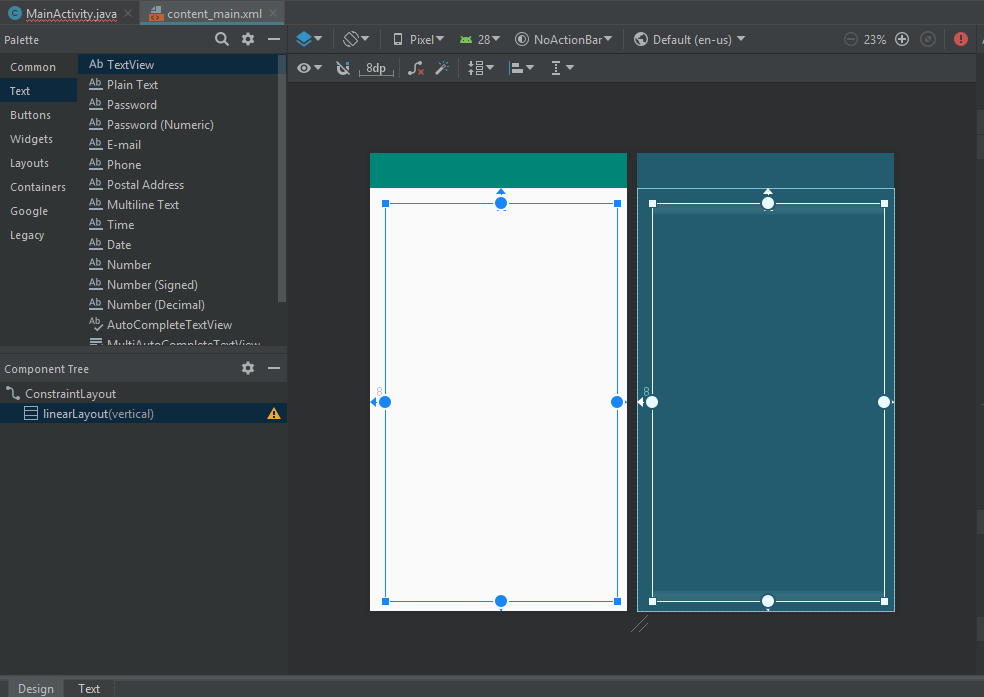 MainActivity.java
content_main.xml
Palette
Pixel
28
NoActionBar
Default (en-us)
23%
8dp
Common
Text
Buttons
Widgets
Layouts
Containers
Google
Legacy
Ab TextView
Ab Plain Text
Ab Password
Ab Password (Numeric)
Ab E-mail
Ab Phone
Ab Postal Address
Ab Multiline Text
Ab Time
Ab Date
Ab Number
Ab Number (Signed)
Ab Number (Decimal)
Ab AutoCompleteTextView
MultiAutoCompleteTextView
Component Tree
ConstraintLayout
linearLayout(vertical)
8
8
Design
Text